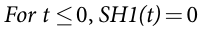 For t ≤ 0, SH1(t) = 0